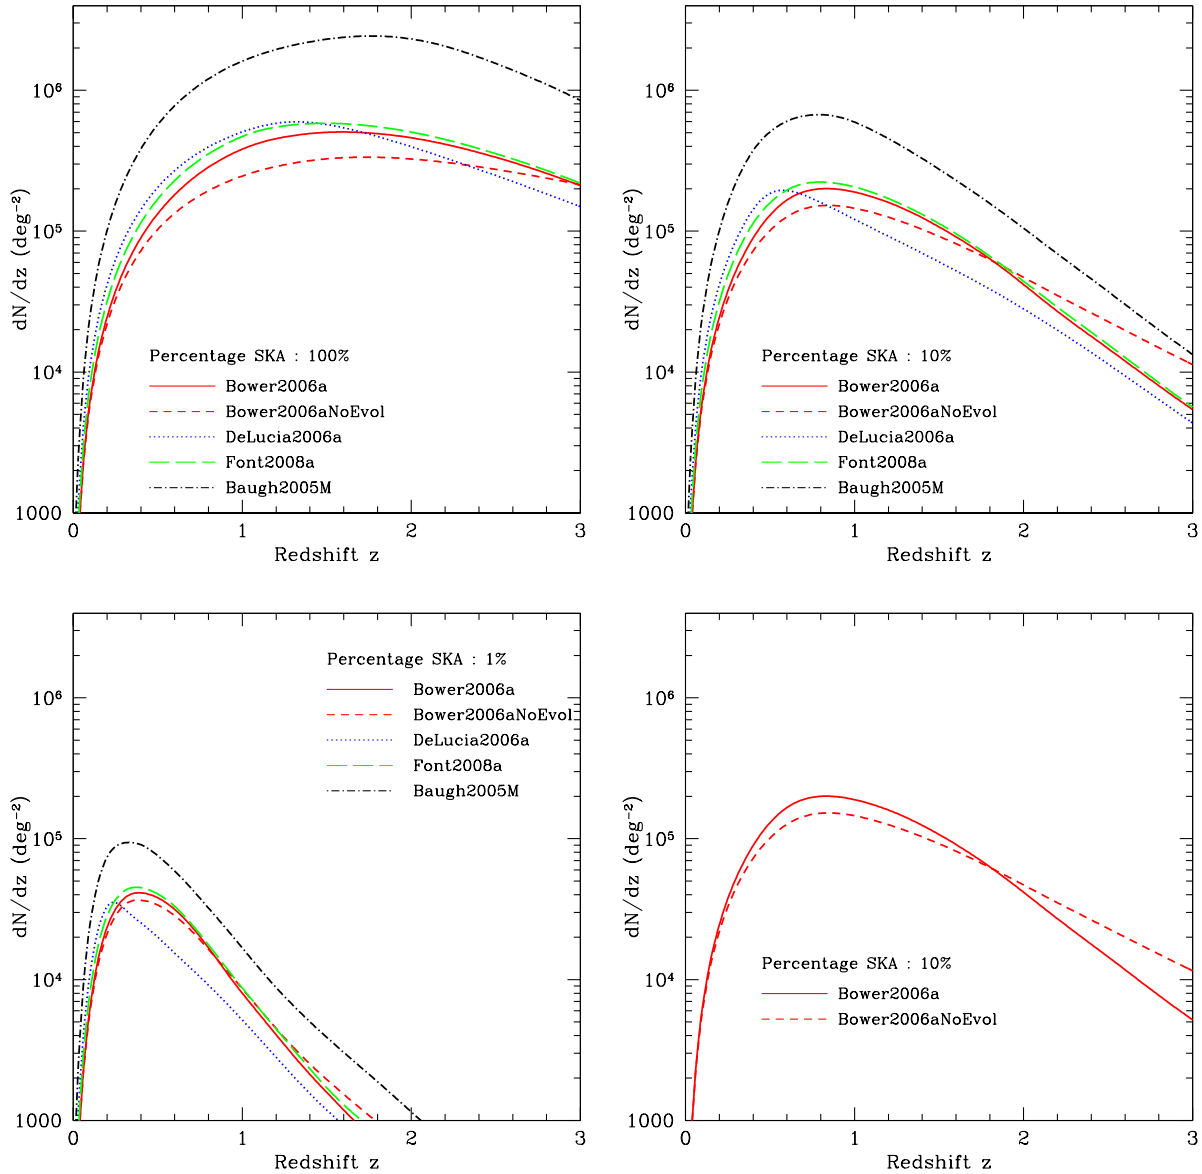 10⁶
10⁵
10⁴
1000
dN/dz (deg⁻²)
Percentage SKA : 100%
Bower2006a
Bower2006aNoEvol
DeLucia2006a
Font2008a
Baugh2005M
0 1 2 3
Redshift z
10⁶
10⁵
10⁴
1000
dN/dz (deg⁻²)
Percentage SKA : 10%
Bower2006a
Bower2006aNoEvol
DeLucia2006a
Font2008a
Baugh2005M
0 1 2 3
Redshift z
Percentage SKA : 1%
Bower2006a
Bower2006aNoEvol
DeLucia2006a
Font2008a
Baugh2005M
10⁶
10⁵
10⁴
1000
dN/dz (deg⁻²)
0 1 2 3
Redshift z
10⁶
10⁵
10⁴
1000
dN/dz (deg⁻²)
Percentage SKA : 10%
Bower2006a
Bower2006aNoEvol
0 1 2 3
Redshift z